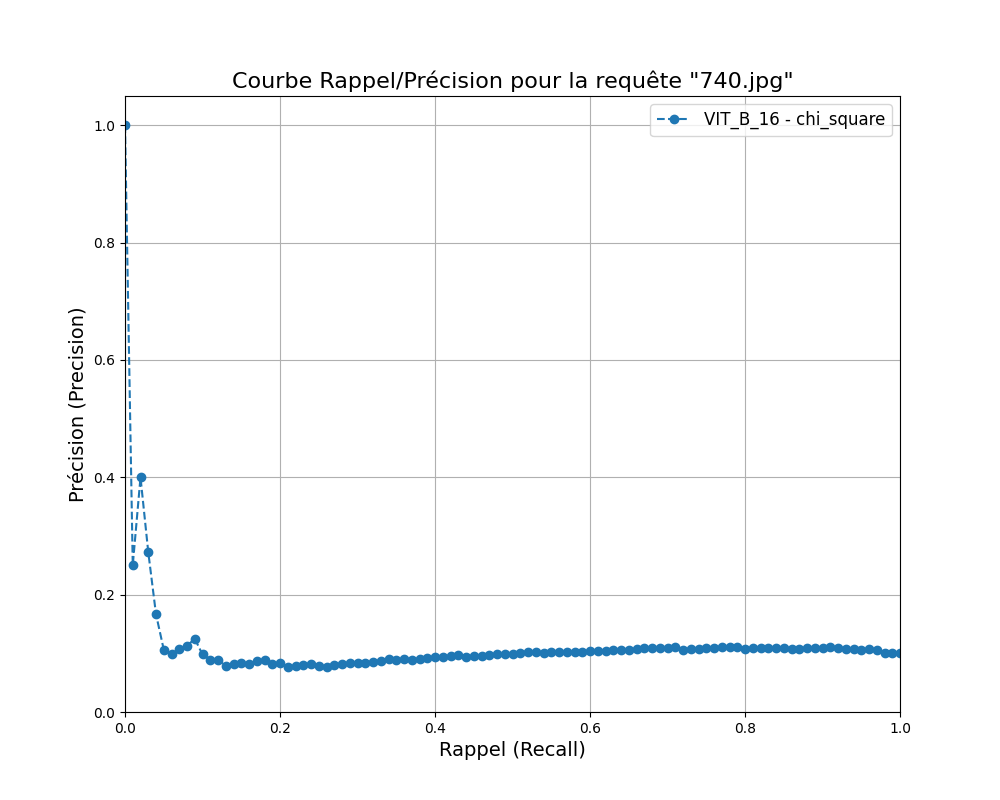 Courbe Rappel/Précision pour la requête "740.jpg"
VIT_B_16 - chi_square
Précision (Precision)
1.0
0.8
0.6
0.4
0.2
0.0
0.0 0.2 0.4 0.6 0.8 1.0
Rappel (Recall)